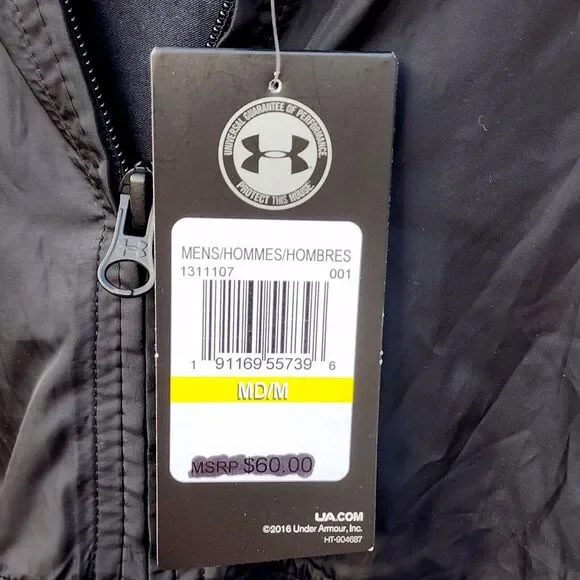 UNIVERSAL GUARANTEE OF PERFORMANCE
PROTECT THIS HOUSE
MENS/HOMMES/HOMBRES
1311107 001
1 91169 55739 6
MD/M
MSRP $60.00
UA.COM
©2016 Under Armour, Inc.
HT-904687